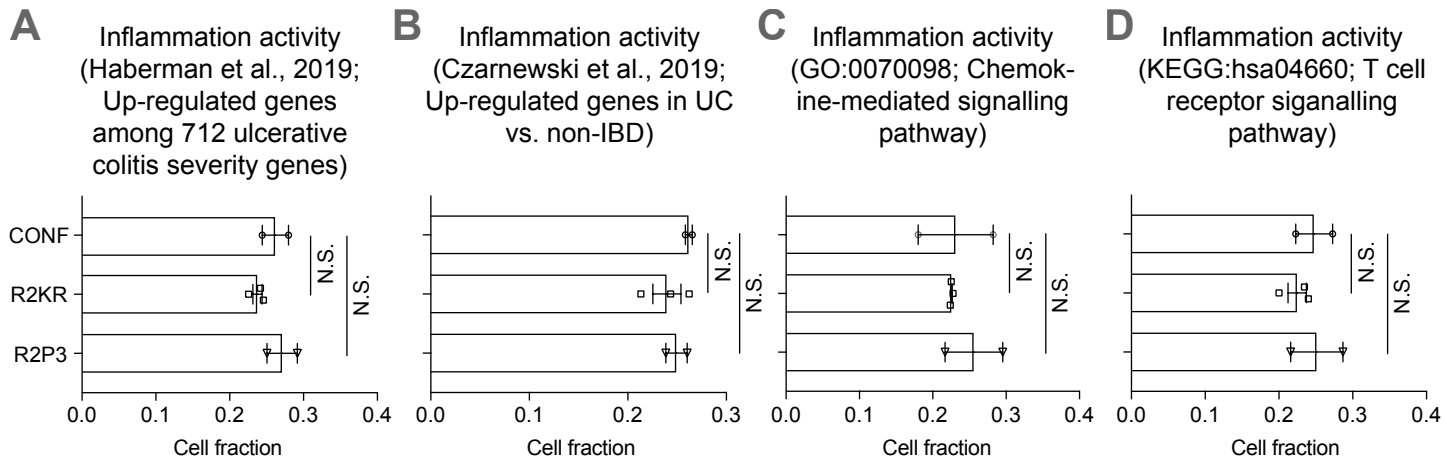 A
Inflammation activity
(Haberman et al., 2019;
Up-regulated genes
among 712 ulcerative
colitis severity genes)
CONF
R2KR
R2P3
N.S.
N.S.
0.0 0.1 0.2 0.3 0.4
Cell fraction
B
Inflammation activity
(Czarnewski et al., 2019;
Up-regulated genes in UC
vs. non-IBD)
N.S.
N.S.
0.0 0.1 0.2 0.3
Cell fraction
C
Inflammation activity
(GO:0070098; Chemok-
ine-mediated signalling
pathway)
N.S.
N.S.
0.0 0.1 0.2 0.3 0.4
Cell fraction
D
Inflammation activity
(KEGG:hsa04660; T cell
receptor siganalling
pathway)
N.S.
N.S.
0.0 0.1 0.2 0.3 0.4
Cell fraction